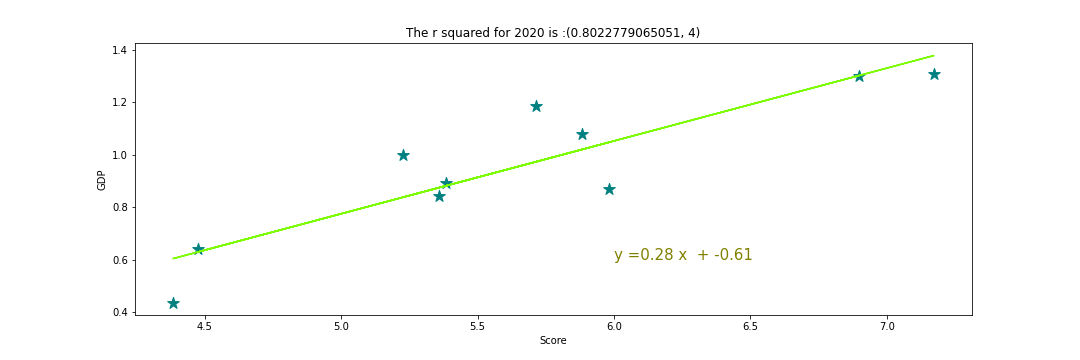 The r squared for 2020 is :(0.8022779065051, 4)
1.4
1.2
1.0
0.8
0.6
0.4
GDP
y =0.28 x  + -0.61
4.5 5.0 5.5 6.0 6.5 7.0
Score